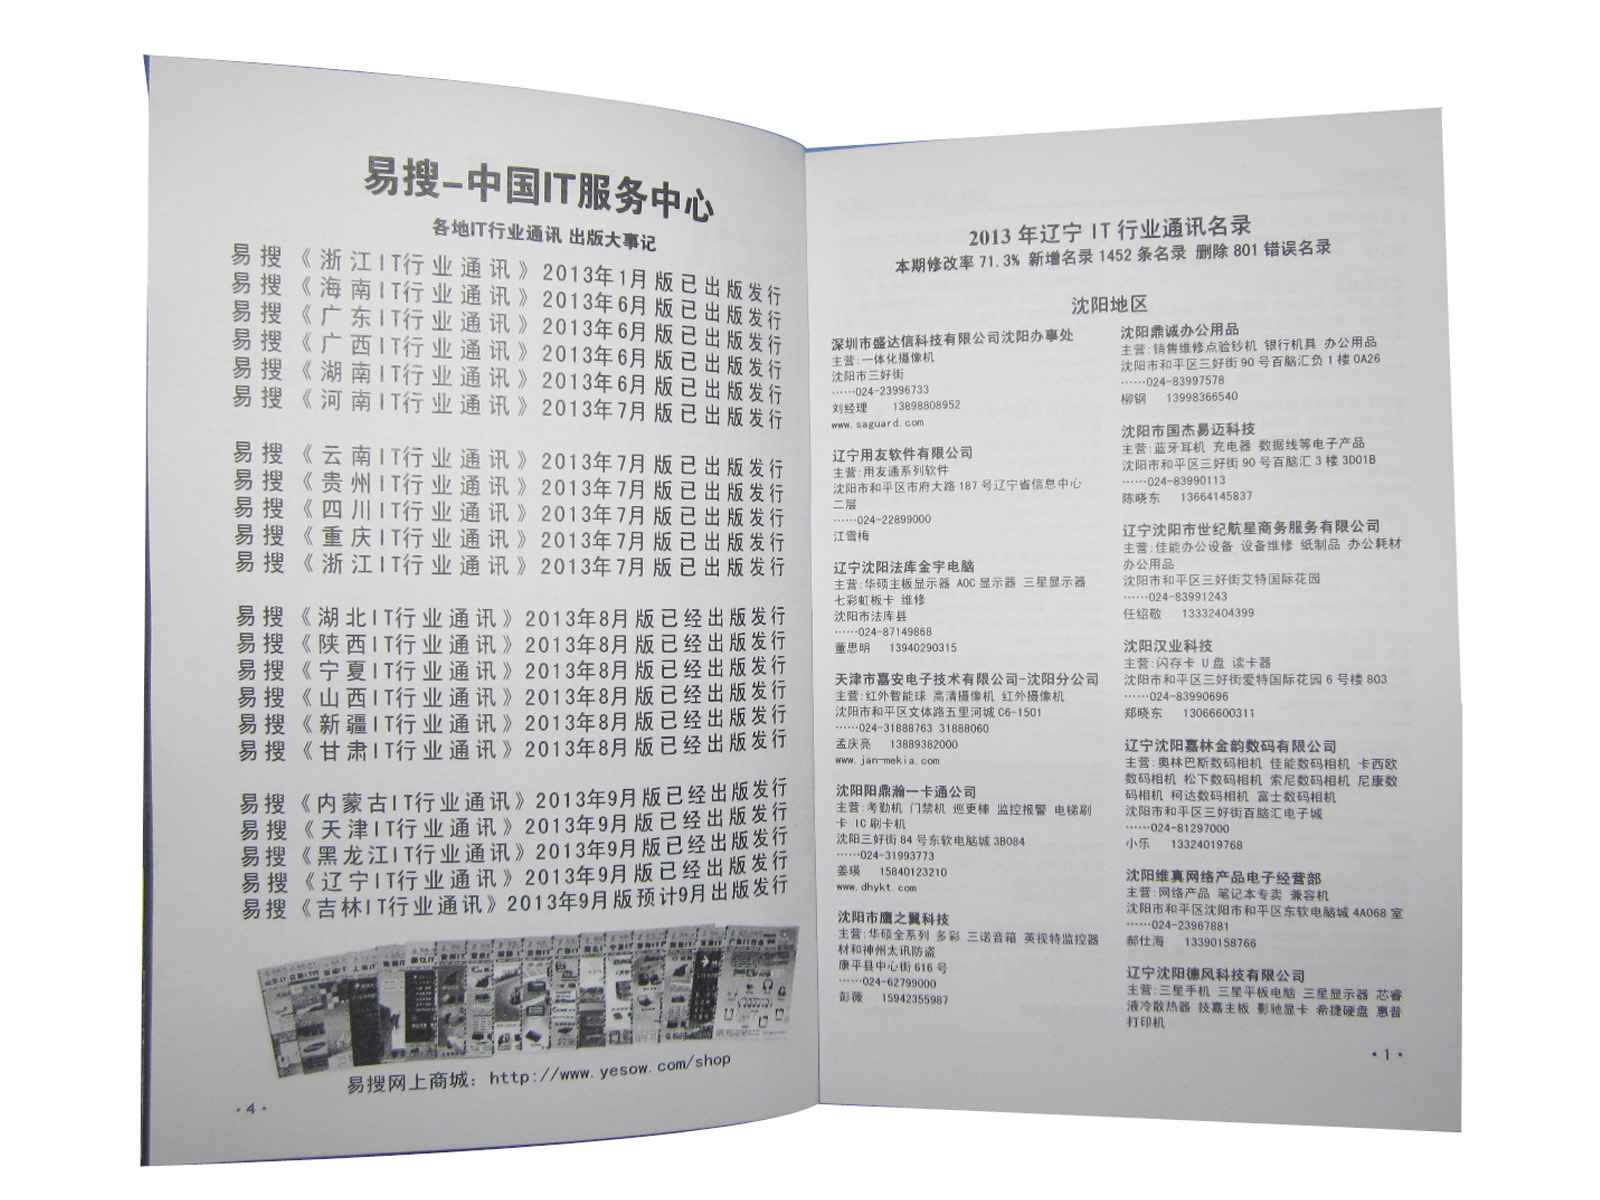 易搜-中国IT服务中心
各地IT行业通讯 出版大事记
易搜《浙江IT行业通讯》2013年1月版已出版发行
易搜《海南IT行业通讯》2013年6月版已出版发行
易搜《广东IT行业通讯》2013年6月版已出版发行
易搜《广西IT行业通讯》2013年6月版已出版发行
易搜《湖南IT行业通讯》2013年6月版已出版发行
易搜《河南IT行业通讯》2013年7月版已出版发行
易搜《云南IT行业通讯》2013年7月版已出版发行
易搜《贵州IT行业通讯》2013年7月版已出版发行
易搜《四川IT行业通讯》2013年7月版已出版发行
易搜《重庆IT行业通讯》2013年7月版已出版发行
易搜《浙江IT行业通讯》2013年7月版已出版发行
易搜《湖北IT行业通讯》2013年8月版已经出版发行
易搜《陕西IT行业通讯》2013年8月版已经出版发行
易搜《宁夏IT行业通讯》2013年8月版已经出版发行
易搜《山西IT行业通讯》2013年8月版已经出版发行
易搜《新疆IT行业通讯》2013年8月版已经出版发行
易搜《甘肃IT行业通讯》2013年8月版已经出版发行
易搜《内蒙古IT行业通讯》2013年9月版已经出版发行
易搜《天津IT行业通讯》2013年9月版已经出版发行
易搜《黑龙江IT行业通讯》2013年9月版已经出版发行
易搜《辽宁IT行业通讯》2013年9月版已经出版发行
易搜《吉林IT行业通讯》2013年9月版预计9月出版发行
易搜网上商城：http://www.yesow.com/shop
·4·
2013 年辽宁 IT 行业通讯名录
本期修改率 71.3% 新增名录 1452 条名录 删除 801 错误名录
沈阳地区
深圳市盛达信科技有限公司沈阳办事处
主营:一体化摄像机
沈阳市三好街
……024-23996733
刘经理 13898808952
www.saguard.com
辽宁用友软件有限公司
主营:用友通系列软件
沈阳市和平区市府大路 187 号辽宁省信息中心
二层
……024-22899000
江雪梅
辽宁沈阳法库金宇电脑
主营:华硕主板显示器 AOC 显示器 三星显示器
七彩虹板卡 维修
沈阳市法库县
……024-87149868
董思明 13940290315
天津市嘉安电子技术有限公司-沈阳分公司
主营:红外智能球 高清摄像机 红外摄像机
沈阳市和平区文体路五里河城 C6-1501
……024-31888763 31888060
孟庆亮 13889382000
www.jan-mekia.com
沈阳阳鼎瀚一卡通公司
主营:考勤机 门禁机 巡更棒 监控报警 电梯刷
卡 IC 刷卡机
沈阳三好街 84 号东软电脑城 3B084
……024-31993773
姜瑛 15840123210
www.dhykt.com
沈阳市鹰之翼科技
主营:华硕全系列 多彩 三诺音箱 英视特监控器
材和神州太讯防盗
康平县中心街 616 号
……024-62799000
彭薇 15942355987
沈阳鼎诚办公用品
主营:销售维修点验钞机 银行机具 办公用品
沈阳市和平区三好街 90 号百脑汇负 1 楼 0A26
……024-83997578
柳钢 13998366540
沈阳市国杰易迈科技
主营:蓝牙耳机 充电器 数据线等电子产品
沈阳市和平区三好街 90 号百脑汇 3 楼 3D01B
……024-83990113
陈晓东 13664145837
辽宁沈阳市世纪航星商务服务有限公司
主营:佳能办公设备 设备维修 纸制品 办公耗材
办公用品
沈阳市和平区三好街艾特国际花园
……024-83991243
任绍敬 13332404399
沈阳汉业科技
主营:闪存卡 U 盘 读卡器
沈阳市和平区三好街爱特国际花园 6 号楼 803
……024-83990696
郑晓东 13066600311
辽宁沈阳嘉林金韵数码有限公司
主营:奥林巴斯数码相机 佳能数码相机 卡西欧
数码相机 松下数码相机 索尼数码相机 尼康数
码相机 柯达数码相机 富士数码相机
沈阳市和平区三好街百脑汇电子城
……024-81297000
小乐 13324019768
沈阳维真网络产品电子经营部
主营:网络产品 笔记本专卖 兼容机
沈阳市和平区沈阳市和平区东软电脑城 4A068 室
……024-23967881
郝仕海 13390158766
辽宁沈阳德风科技有限公司
主营:三星手机 三星平板电脑 三星显示器 芯睿
液冷散热器 技嘉主板 影驰显卡 希捷硬盘 惠普
打印机
·1·